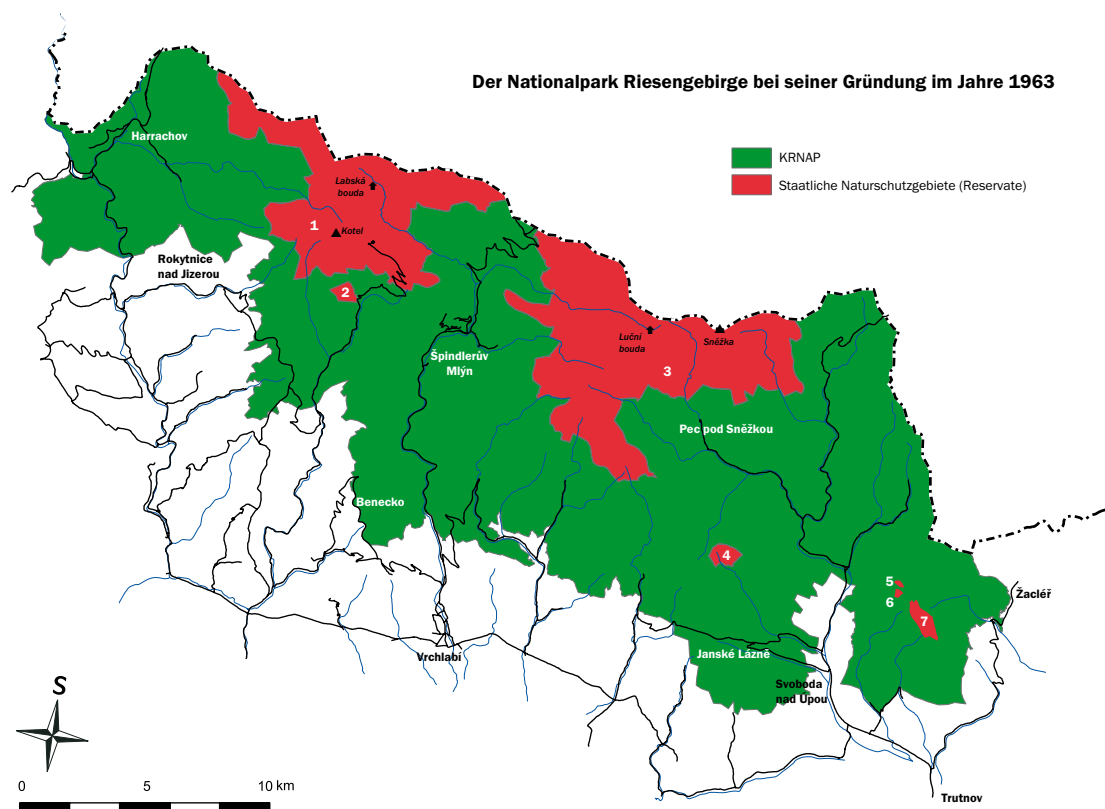 Der Nationalpark Riesengebirge bei seiner Gründung im Jahre 1963
KRNAP
Staatliche Naturschutzgebiete (Reservate)
Harrachov
Labská
bouda
1
Kotel
Rokytnice
nad Jizerou
2
Špindlerův
Mlýn
Luční
bouda
Sněžka
3
Pec pod Sněžkou
Benecko
4
5
6
7
Žacléř
Vrchlabí
Janské Lázně
Svoboda
nad Úpou
Trutnov
S
0 5 10 km